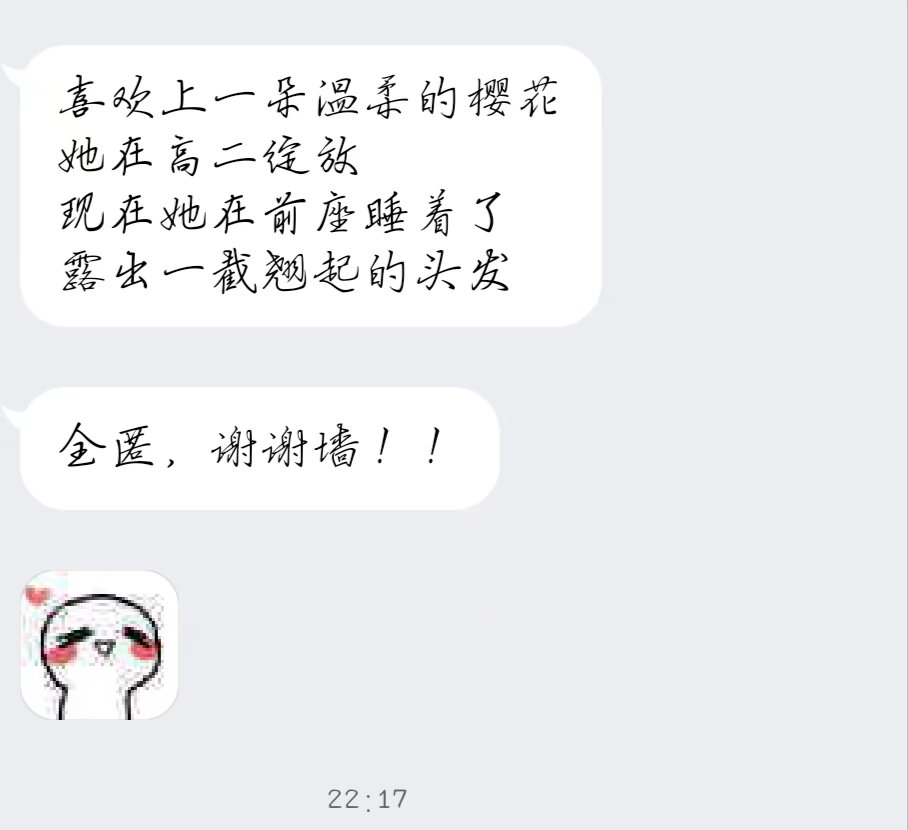 喜欢上一朵温柔的樱花
她在高二绽放
现在她在前座睡着了
露出一截翘起的头发
全匿，谢谢墙！！
22:17